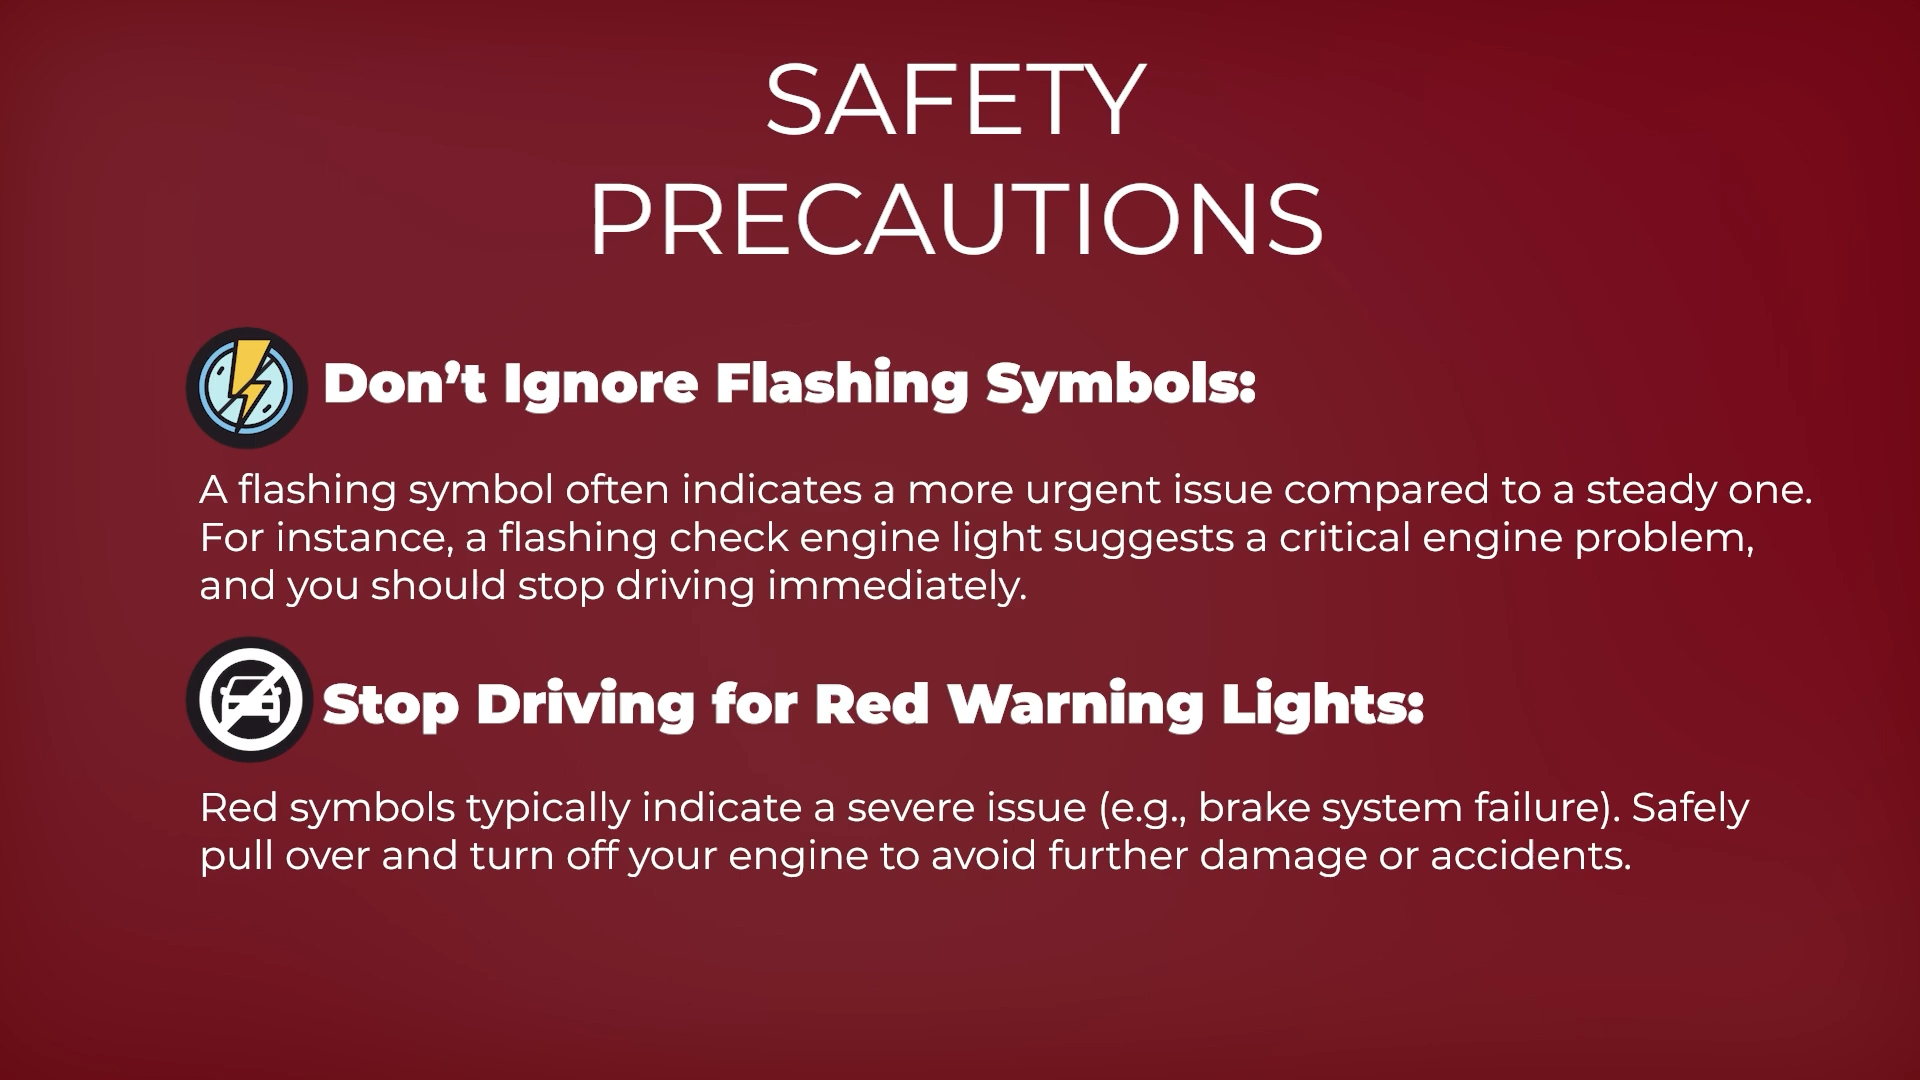 SAFETY
PRECAUTIONS
Don’t Ignore Flashing Symbols:
A flashing symbol often indicates a more urgent issue compared to a steady one.
For instance, a flashing check engine light suggests a critical engine problem,
and you should stop driving immediately.
Stop Driving for Red Warning Lights:
Red symbols typically indicate a severe issue (e.g., brake system failure). Safely
pull over and turn off your engine to avoid further damage or accidents.